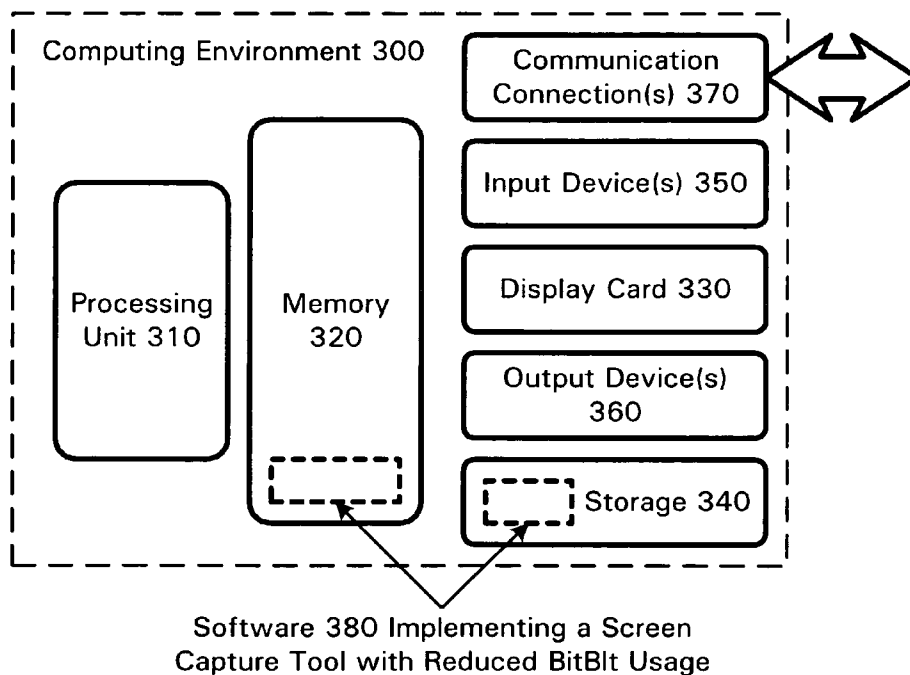 Computing Environment 300
Communication
Connection(s) 370
Input Device(s) 350
Processing
Unit 310
Memory
320
Display Card 330
Output Device(s)
360
Storage 340
Software 380 Implementing a Screen
Capture Tool with Reduced BitBlt Usage